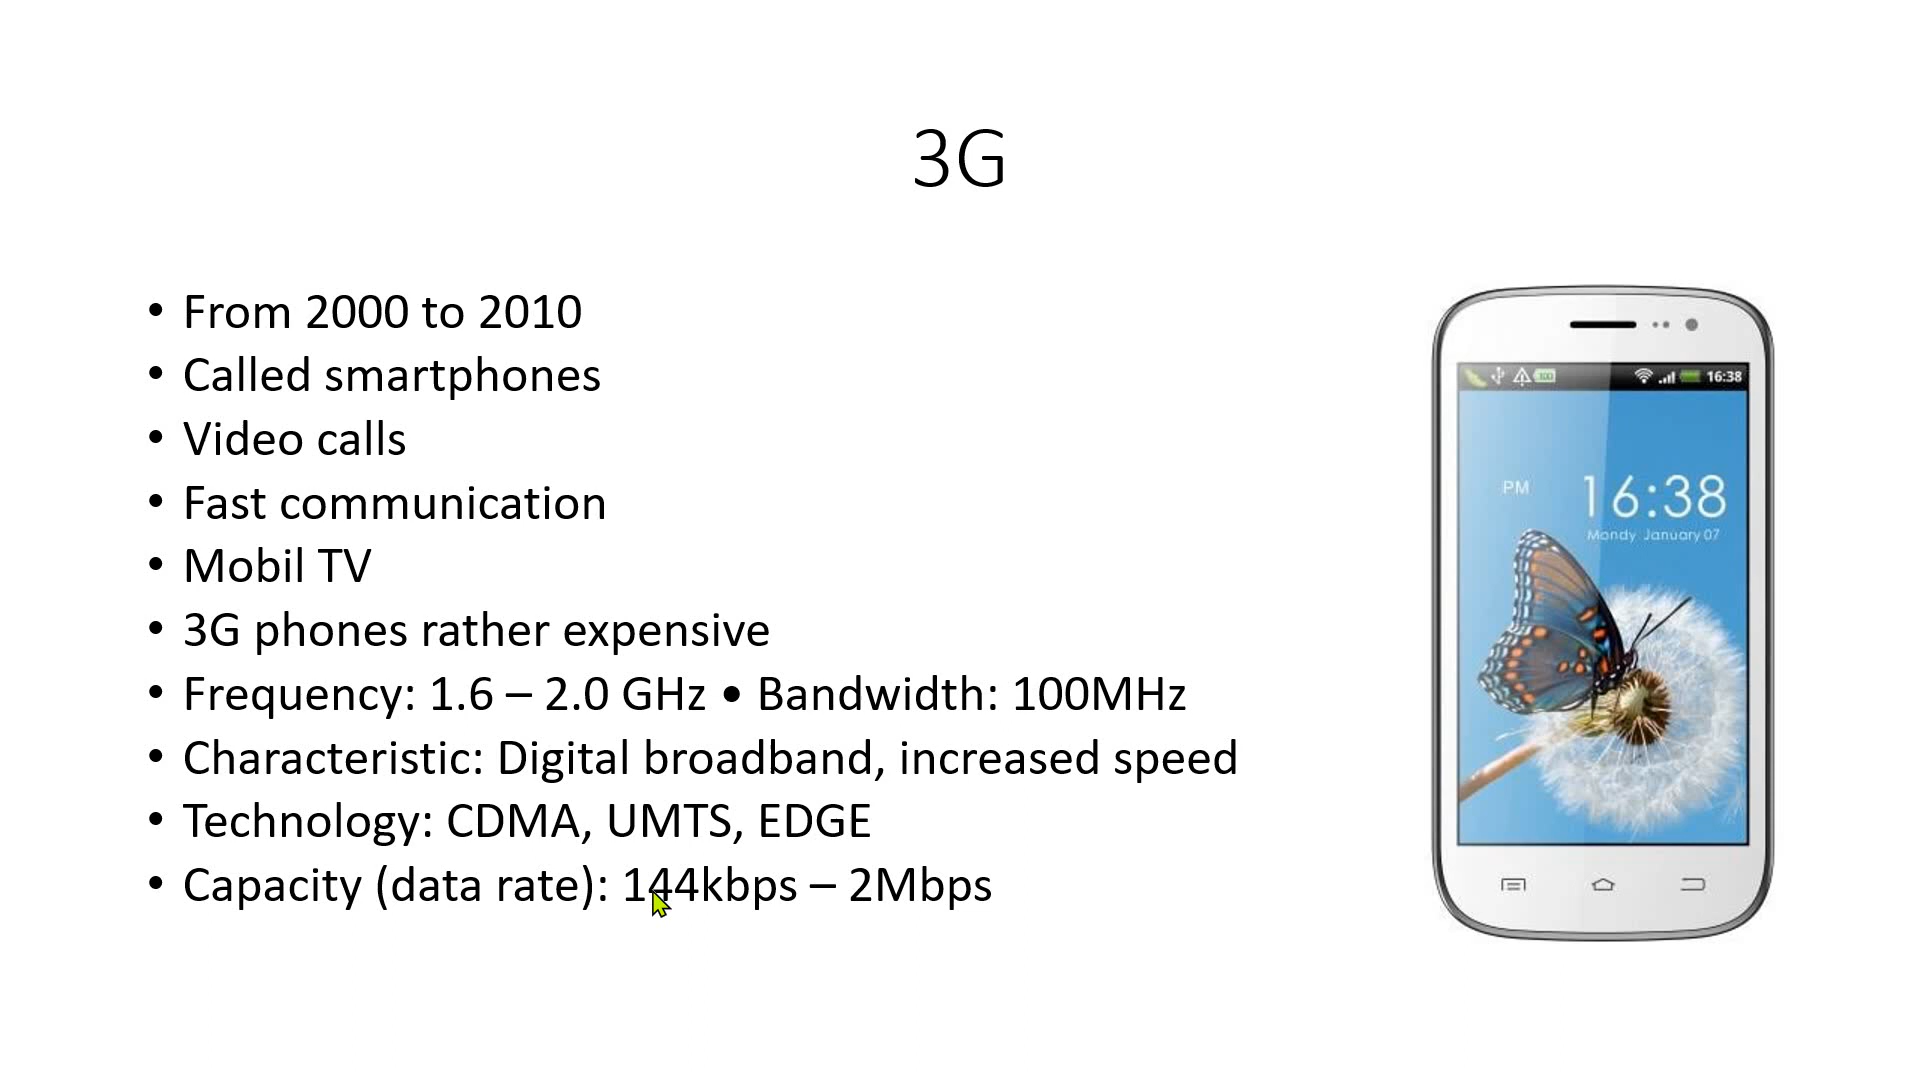 3G
• From 2000 to 2010
• Called smartphones
• Video calls
• Fast communication
• Mobil TV
• 3G phones rather expensive
• Frequency: 1.6 – 2.0 GHz • Bandwidth: 100MHz
• Characteristic: Digital broadband, increased speed
• Technology: CDMA, UMTS, EDGE
• Capacity (data rate): 144kbps – 2Mbps
100 16:38
PM 16:38
Mondy January 07